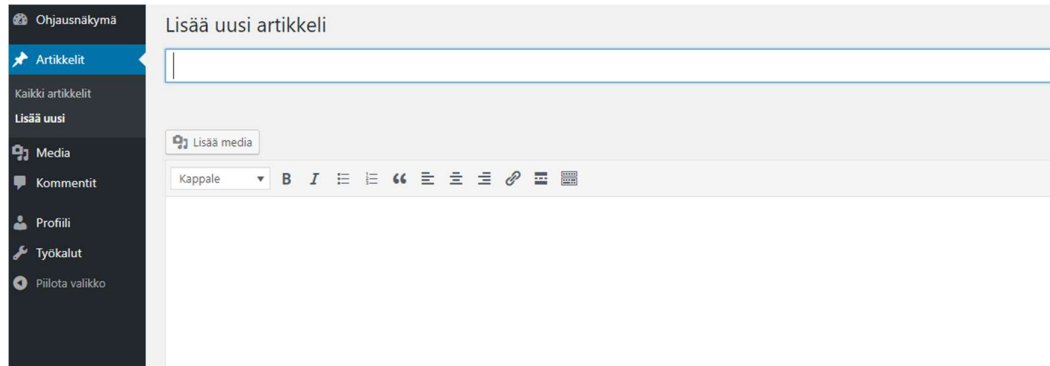 Ohjausnäkymä
Artikkelit
Kaikki artikkelit
Lisää uusi
Media
Kommentit
Profiili
Työkalut
Piilota valikko
Lisää uusi artikkeli
Lisää media
Kappale